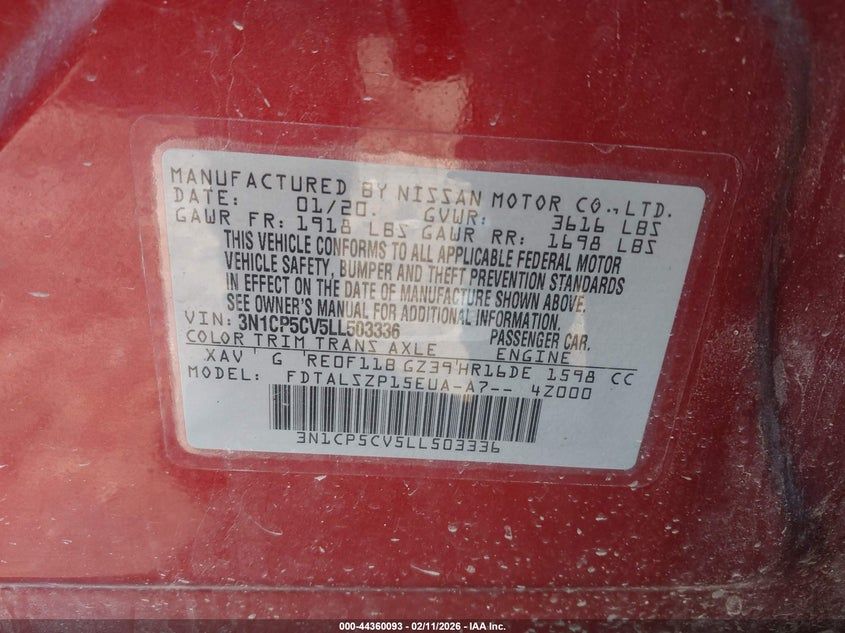 MANUFACTURED BY NISSAN MOTOR CO.,LTD.
DATE: 01/20. GVWR: 3616 LBS
GAWR FR: 1918 LBS GAWR RR: 1698 LBS
THIS VEHICLE CONFORMS TO ALL APPLICABLE FEDERAL MOTOR
VEHICLE SAFETY, BUMPER AND THEFT PREVENTION STANDARDS
IN EFFECT ON THE DATE OF MANUFACTURE SHOWN ABOVE.
SEE OWNER'S MANUAL FOR ADDITIONAL INFORMATION.
VIN: 3N1CP5CV5LL503336 PASSENGER CAR.
COLOR TRIM TRANS AXLE ENGINE
XAV ' G 'RE0F11B GZ39'HR16DE 1598 CC
MODEL: FDTALSZP15EUA-A7-- 4Z000
3N1CP5CV5LL503336
000-44360093 - 02/11/2026 - IAA Inc.